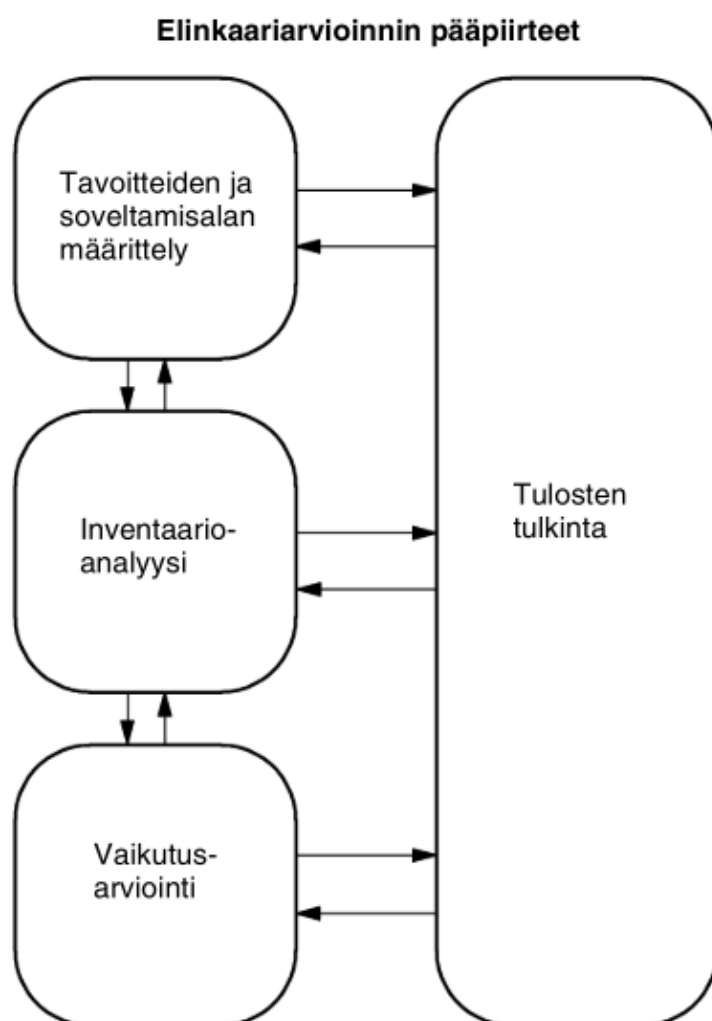 Elinkaariarvioinnin pääpiirteet
Tavoitteiden ja
soveltamisalan
määrittely
Inventaario-
analyysi
Vaikutus-
arviointi
Tulosten
tulkinta